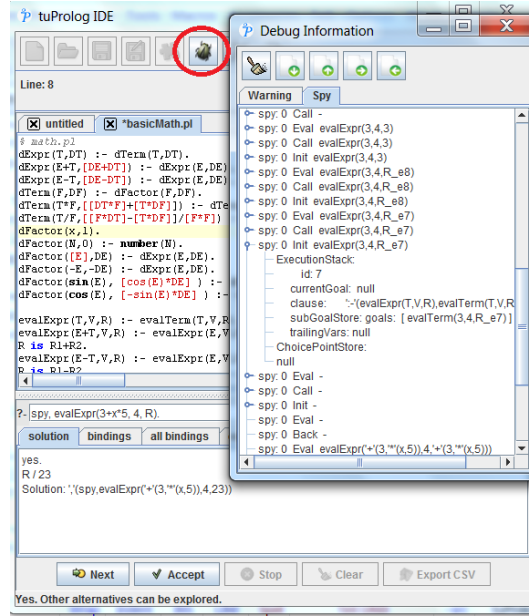 tuProlog IDE
Line: 8
untitled
*basicMath.pl
% math.pl
dExpr(T,DT) :- dTerm(T,DT).
dExpr(E+T,[DE+DT]) :- dExpr(E,DE)
dExpr(E-T,[DE-DT]) :- dExpr(E,DE)
dTerm(F,DF) :- dFactor(F,DF).
dTerm(T*F,[[DT*F]+[T*DF]]) :- dTe
dTerm(T/F,[[F*DT]-[T*DF]]/[F*F])
dFactor(x,1).
dFactor(N,0) :- number(N).
dFactor([E],DE) :- dExpr(E,DE).
dFactor(-E,-DE) :- dExpr(E,DE).
dFactor(sin(E), [cos(E)*DE] ) :-
dFactor(cos(E), [-sin(E)*DE] ) :-
evalExpr(T,V,R) :- evalTerm(T,V,R
evalExpr(E+T,V,R) :- evalExpr(E,V
R is R1+R2.
evalExpr(E-T,V,R) :- evalExpr(E,V
R is R1-R2
?- spy, evalExpr(3+x*5, 4, R).
solution
bindings
all bindings
yes.
R / 23
Solution: ','(spy,evalExpr('+'(3,'*'(x,5)),4,23))
Next
Accept
Stop
Clear
Export CSV
Yes. Other alternatives can be explored.
Debug Information
Warning
Spy
spy: 0 Call -
spy: 0 Eval evalExpr(3,4,3)
spy: 0 Call evalExpr(3,4,3)
spy: 0 Init evalExpr(3,4,3)
spy: 0 Eval evalExpr(3,4,R_e8)
spy: 0 Call evalExpr(3,4,R_e8)
spy: 0 Init evalExpr(3,4,R_e8)
spy: 0 Eval evalExpr(3,4,R_e7)
spy: 0 Call evalExpr(3,4,R_e7)
spy: 0 Init evalExpr(3,4,R_e7)
ExecutionStack:
id: 7
currentGoal: null
clause: ':-'(evalExpr(T,V,R),evalTerm(T,V,R
subGoalStore: goals: [ evalTerm(3,4,R_e7) ]
trailingVars: null
ChoicePointStore:
null
spy: 0 Eval -
spy: 0 Call -
spy: 0 Init -
spy: 0 Eval -
spy: 0 Back -
spy: 0 Eval evalExpr('+'(3,'*'(x,5)),4,'+'(3,'*'(x,5)))